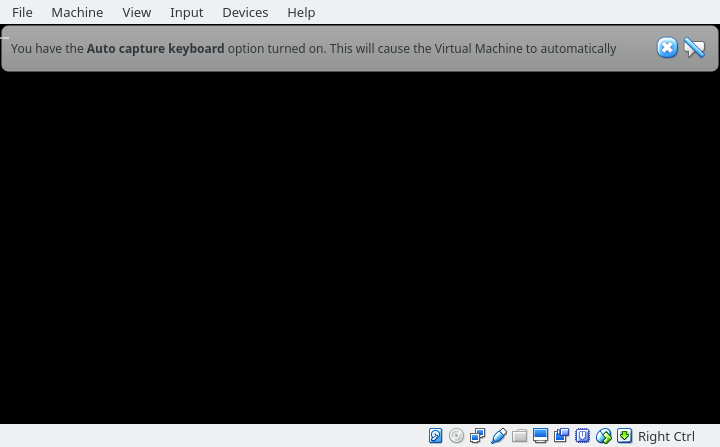 File Machine View Input Devices Help
You have the Auto capture keyboard option turned on. This will cause the Virtual Machine to automatically
Right Ctrl